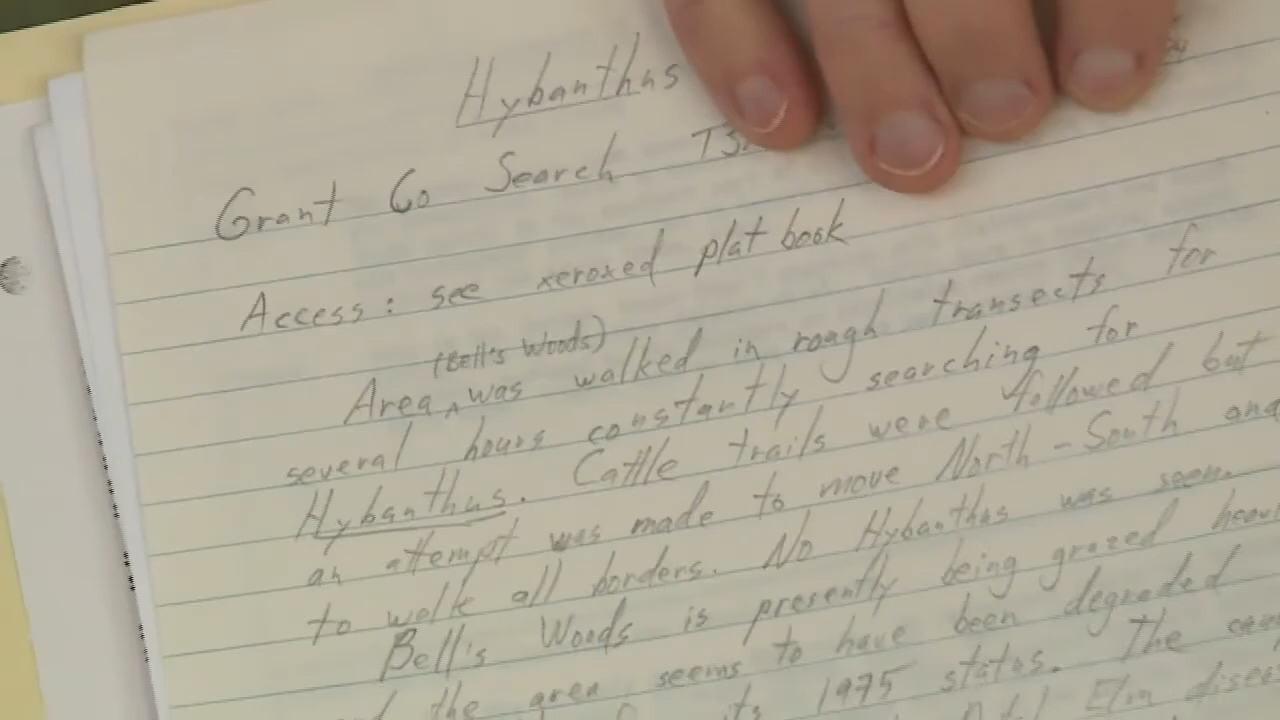 Hybanthus
Grant Co Search
Access: see xeroxed plat book
(Bell's Woods)
Area ^ was walked in rough transects for
several hours constantly searching for
Hybanthus. Cattle trails were followed but
an attempt was made to move North-South and
to walk all borders. No Hybanthus was seen.
Bell's Woods is presently being grazed
the area seems to have been degraded
its 1975 status. The
Elm